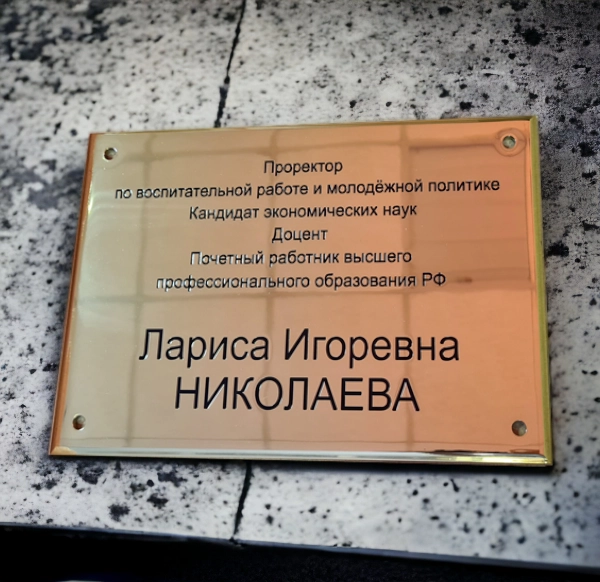 Проректор
по воспитательной работе и молодёжной политике
Кандидат экономических наук
Доцент
Почетный работник высшего
профессионального образования РФ
Лариса Игоревна
НИКОЛАЕВА